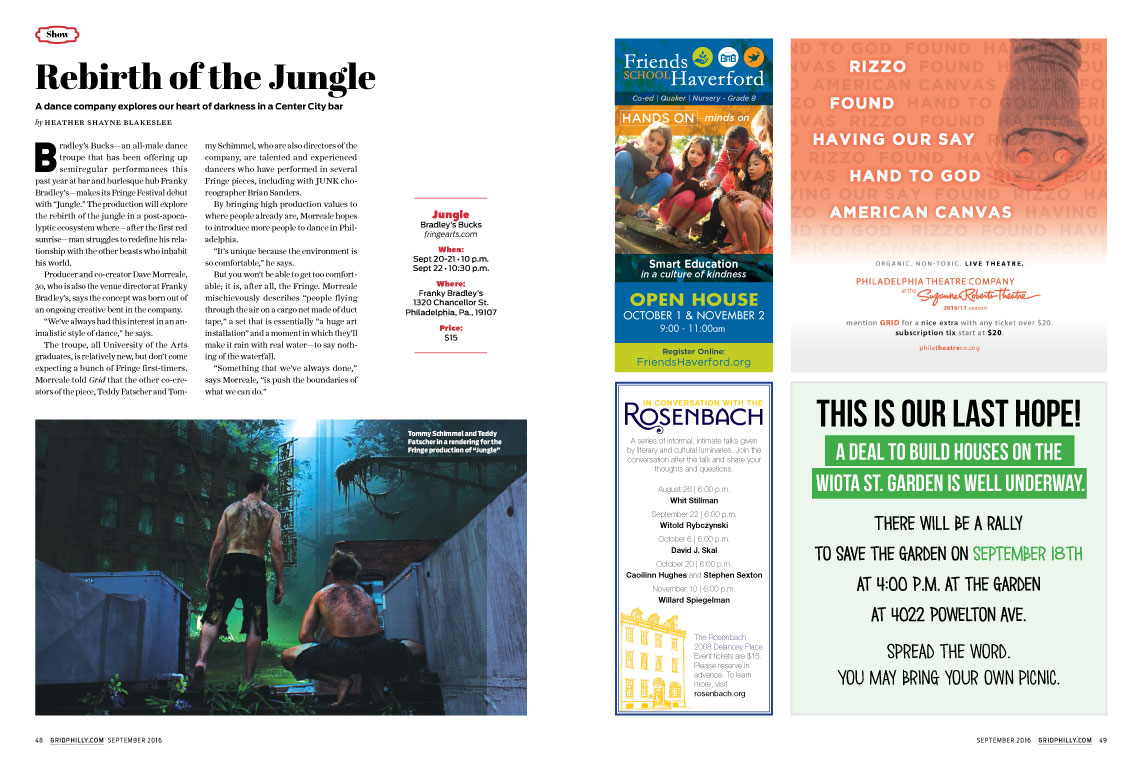 Show
Rebirth of the Jungle
A dance company explores our heart of darkness in a Center City bar
by HEATHER SHAYNE BLAKESLEE
Bradley's Bucks—an all-male dance
troupe that has been offering up
semiregular performances this
past year at bar and burlesque hub Franky
Bradley's—makes its Fringe Festival debut
with "Jungle." The production will explore
the rebirth of the jungle in a post-apoca-
lyptic ecosystem where—after the first red
sunrise—man struggles to redefine his rela-
tionship with the other beasts who inhabit
his world.
Producer and co-creator Dave Morreale,
30, who is also the venue director at Franky
Bradley's, says the concept was born out of
an ongoing creative bent in the company.
"We've always had this interest in an an-
imalistic style of dance," he says.
The troupe, all University of the Arts
graduates, is relatively new, but don't come
expecting a bunch of Fringe first-timers.
Morreale told Grid that the other co-cre-
ators of the piece, Teddy Fatscher and Tom-
my Schimmel, who are also directors of the
company, are talented and experienced
dancers who have performed in several
Fringe pieces, including with JUNK cho-
reographer Brian Sanders.
By bringing high production values to
where people already are, Morreale hopes
to introduce more people to dance in Phil-
adelphia.
"It's unique because the environment is
so comfortable," he says.
But you won't be able to get too comfort-
able; it is, after all, the Fringe. Morreale
mischievously describes "people flying
through the air on a cargo net made of duct
tape," a set that is essentially "a huge art
installation" and a moment in which they'll
make it rain with real water—to say noth-
ing of the waterfall.
"Something that we've always done,"
says Morreale, "is push the boundaries of
what we can do."
Jungle
Bradley's Bucks
fringearts.com
When:
Sept 20-21 • 10 p.m.
Sept 22 • 10:30 p.m.
Where:
Franky Bradley's
1320 Chancellor St.
Philadelphia, Pa., 19107
Price:
$15
Tommy Schimmel and Teddy
Fatscher in a rendering for the
Fringe production of "Jungle"
48 GRIDPHILLY.COM SEPTEMBER 2016
Friends
SCHOOL Haverford
Co-ed | Quaker | Nursery - Grade 8
HANDS ON minds on
Smart Education
in a culture of kindness
OPEN HOUSE
OCTOBER 1 & NOVEMBER 2
9:00 - 11:00am
Register Online:
FriendsHaverford.org
RIZZO
FOUND
HAVING OUR SAY
HAND TO GOD
AMERICAN CANVAS
ORGANIC. NON-TOXIC. LIVE THEATRE.
PHILADELPHIA THEATRE COMPANY
at the Suzanne Roberts Theatre
2016/17 season
mention GRID for a nice extra with any ticket over $20.
subscription tix start at $20.
philatheatreco.org
IN CONVERSATION WITH THE
ROSENBACH
A series of informal, intimate talks given
by literary and cultural luminaries. Join the
conversation after the talk and share your
thoughts and questions.
August 26 | 6:00 p.m.
Whit Stillman
September 22 | 6:00 p.m.
Witold Rybczynski
October 6 | 6:00 p.m.
David J. Skal
October 20 | 6:00 p.m.
Caoilinn Hughes and Stephen Sexton
November 10 | 6:00 p.m.
Willard Spiegelman
The Rosenbach
2008 Delancey Place
Event tickets are $15.
Please reserve in
advance. To learn
more, visit
rosenbach.org
THIS IS OUR LAST HOPE!
A DEAL TO BUILD HOUSES ON THE
WIOTA ST. GARDEN IS WELL UNDERWAY.
THERE WILL BE A RALLY
TO SAVE THE GARDEN ON SEPTEMBER 18TH
AT 4:00 P.M. AT THE GARDEN
AT 4022 POWELTON AVE.
SPREAD THE WORD.
YOU MAY BRING YOUR OWN PICNIC.
SEPTEMBER 2016 GRIDPHILLY.COM 49